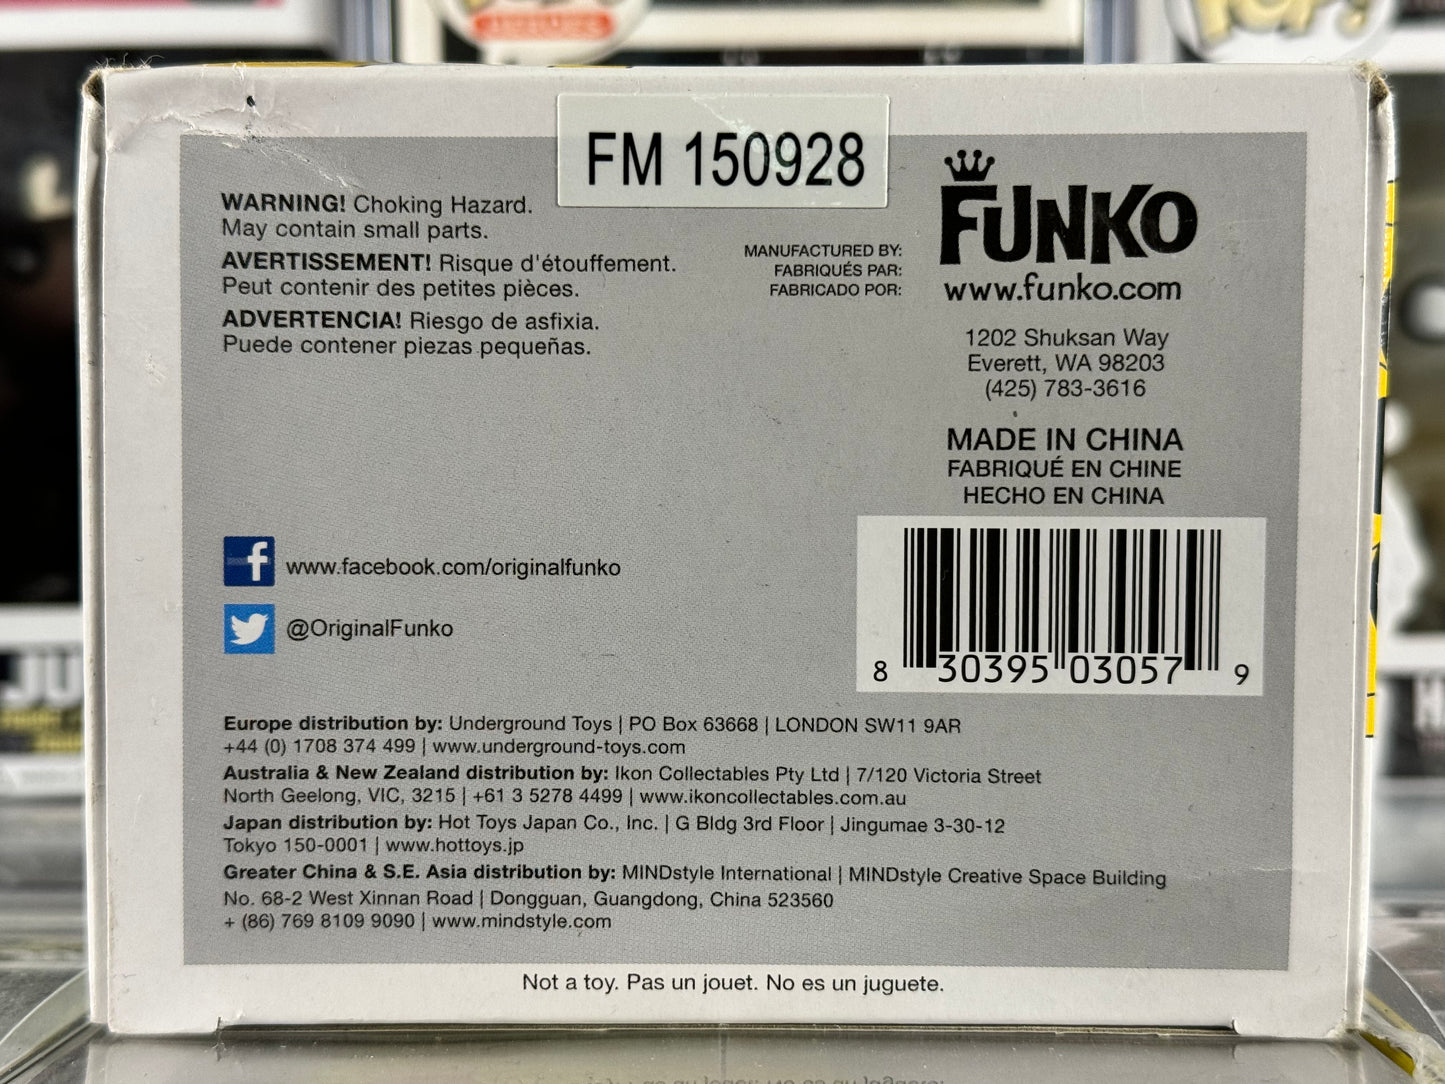 FM 150928
WARNING! Choking Hazard.
May contain small parts.
AVERTISSEMENT! Risque d'étouffement.
Peut contenir des petites pièces.
ADVERTENCIA! Riesgo de asfixia.
Puede contener piezas pequeñas.
MANUFACTURED BY:
FABRIQUÉS PAR:
FABRICADO POR:
FUNKO
www.funko.com
1202 Shuksan Way
Everett, WA 98203
(425) 783-3616
MADE IN CHINA
FABRIQUÉ EN CHINE
HECHO EN CHINA
www.facebook.com/originalfunko
@OriginalFunko
8 30395 03057 9
Europe distribution by: Underground Toys | PO Box 63668 | LONDON SW11 9AR
+44 (0) 1708 374 499 | www.underground-toys.com
Australia & New Zealand distribution by: Ikon Collectables Pty Ltd | 7/120 Victoria Street
North Geelong, VIC, 3215 | +61 3 5278 4499 | www.ikoncollectables.com.au
Japan distribution by: Hot Toys Japan Co., Inc. | G Bldg 3rd Floor | Jingumae 3-30-12
Tokyo 150-0001 | www.hottoys.jp
Greater China & S.E. Asia distribution by: MINDstyle International | MINDstyle Creative Space Building
No. 68-2 West Xinnan Road | Dongguan, Guangdong, China 523560
+ (86) 769 8109 9090 | www.mindstyle.com
Not a toy. Pas un jouet. No es un juguete.